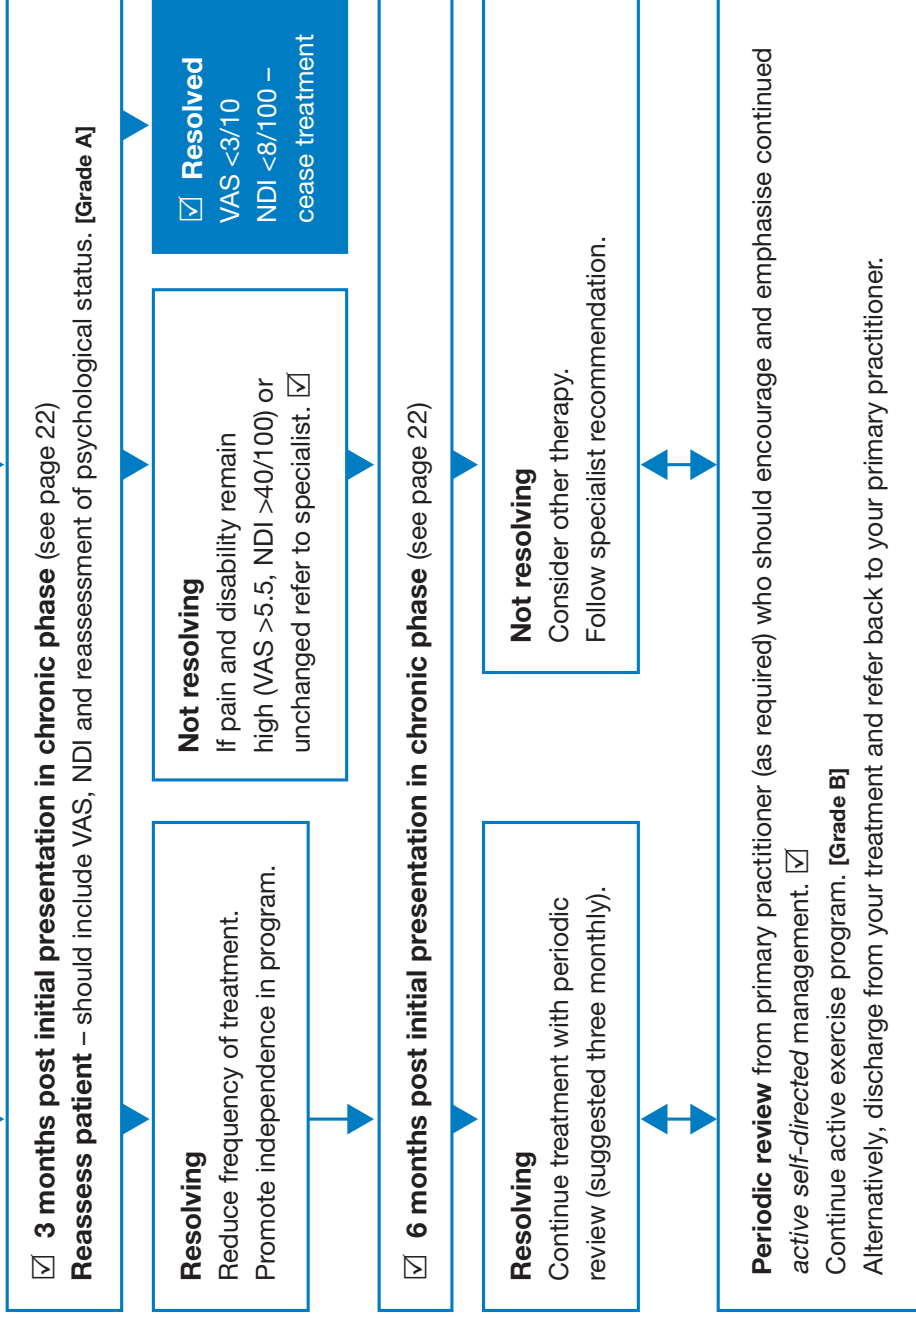 ☑ 3 months post initial presentation in chronic phase (see page 22)
Reassess patient – should include VAS, NDI and reassessment of psychological status. [Grade A]
Resolving
Reduce frequency of treatment.
Promote independence in program.
Not resolving
If pain and disability remain
high (VAS >5.5, NDI >40/100) or
unchanged refer to specialist. ☑
☑ Resolved
VAS <3/10
NDI <8/100 –
cease treatment
☑ 6 months post initial presentation in chronic phase (see page 22)
Resolving
Continue treatment with periodic
review (suggested three monthly).
Not resolving
Consider other therapy.
Follow specialist recommendation.
Periodic review from primary practitioner (as required) who should encourage and emphasise continued
active self-directed management. ☑
Continue active exercise program. [Grade B]
Alternatively, discharge from your treatment and refer back to your primary practitioner.